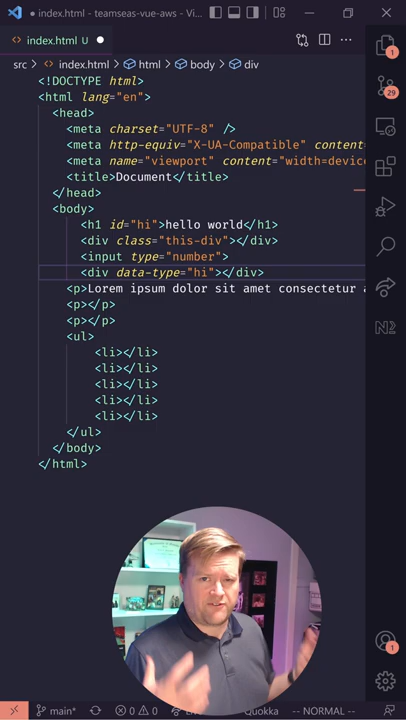 ● index.html - teamseas-vue-aws - Vi...
<> index.html U ●
src > <> index.html > html > body > div
<!DOCTYPE html>
<html lang="en">
<head>
<meta charset="UTF-8" />
<meta http-equiv="X-UA-Compatible" content
<meta name="viewport" content="width=device
<title>Document</title>
</head>
<body>
<h1 id="hi">hello world</h1>
<div class="this-div"></div>
<input type="number">
<div data-type="hi"></div>
<p>Lorem ipsum dolor sit amet consectetur a
<p></p>
<p></p>
<ul>
<li></li>
<li></li>
<li></li>
<li></li>
<li></li>
</ul>
</body>
</html>
1
29
N2
1
main* 0 0 Quokka -- NORMAL --